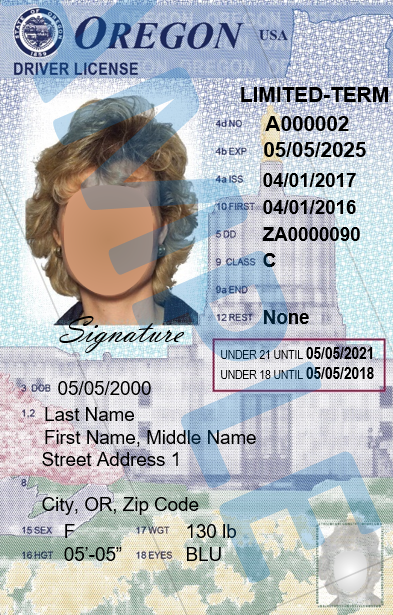 OREGON USA
DRIVER LICENSE
LIMITED-TERM
4d NO A000002
4b EXP 05/05/2025
4a ISS 04/01/2017
10 FIRST 04/01/2016
5 DD ZA0000090
9 CLASS C
9a END
12 REST None
Signature
UNDER 21 UNTIL 05/05/2021
UNDER 18 UNTIL 05/05/2018
3 DOB 05/05/2000
1,2 Last Name
First Name, Middle Name
Street Address 1
8
City, OR, Zip Code
15 SEX F 17 WGT 130 lb
16 HGT 05'-05" 18 EYES BLU
SAMPLE